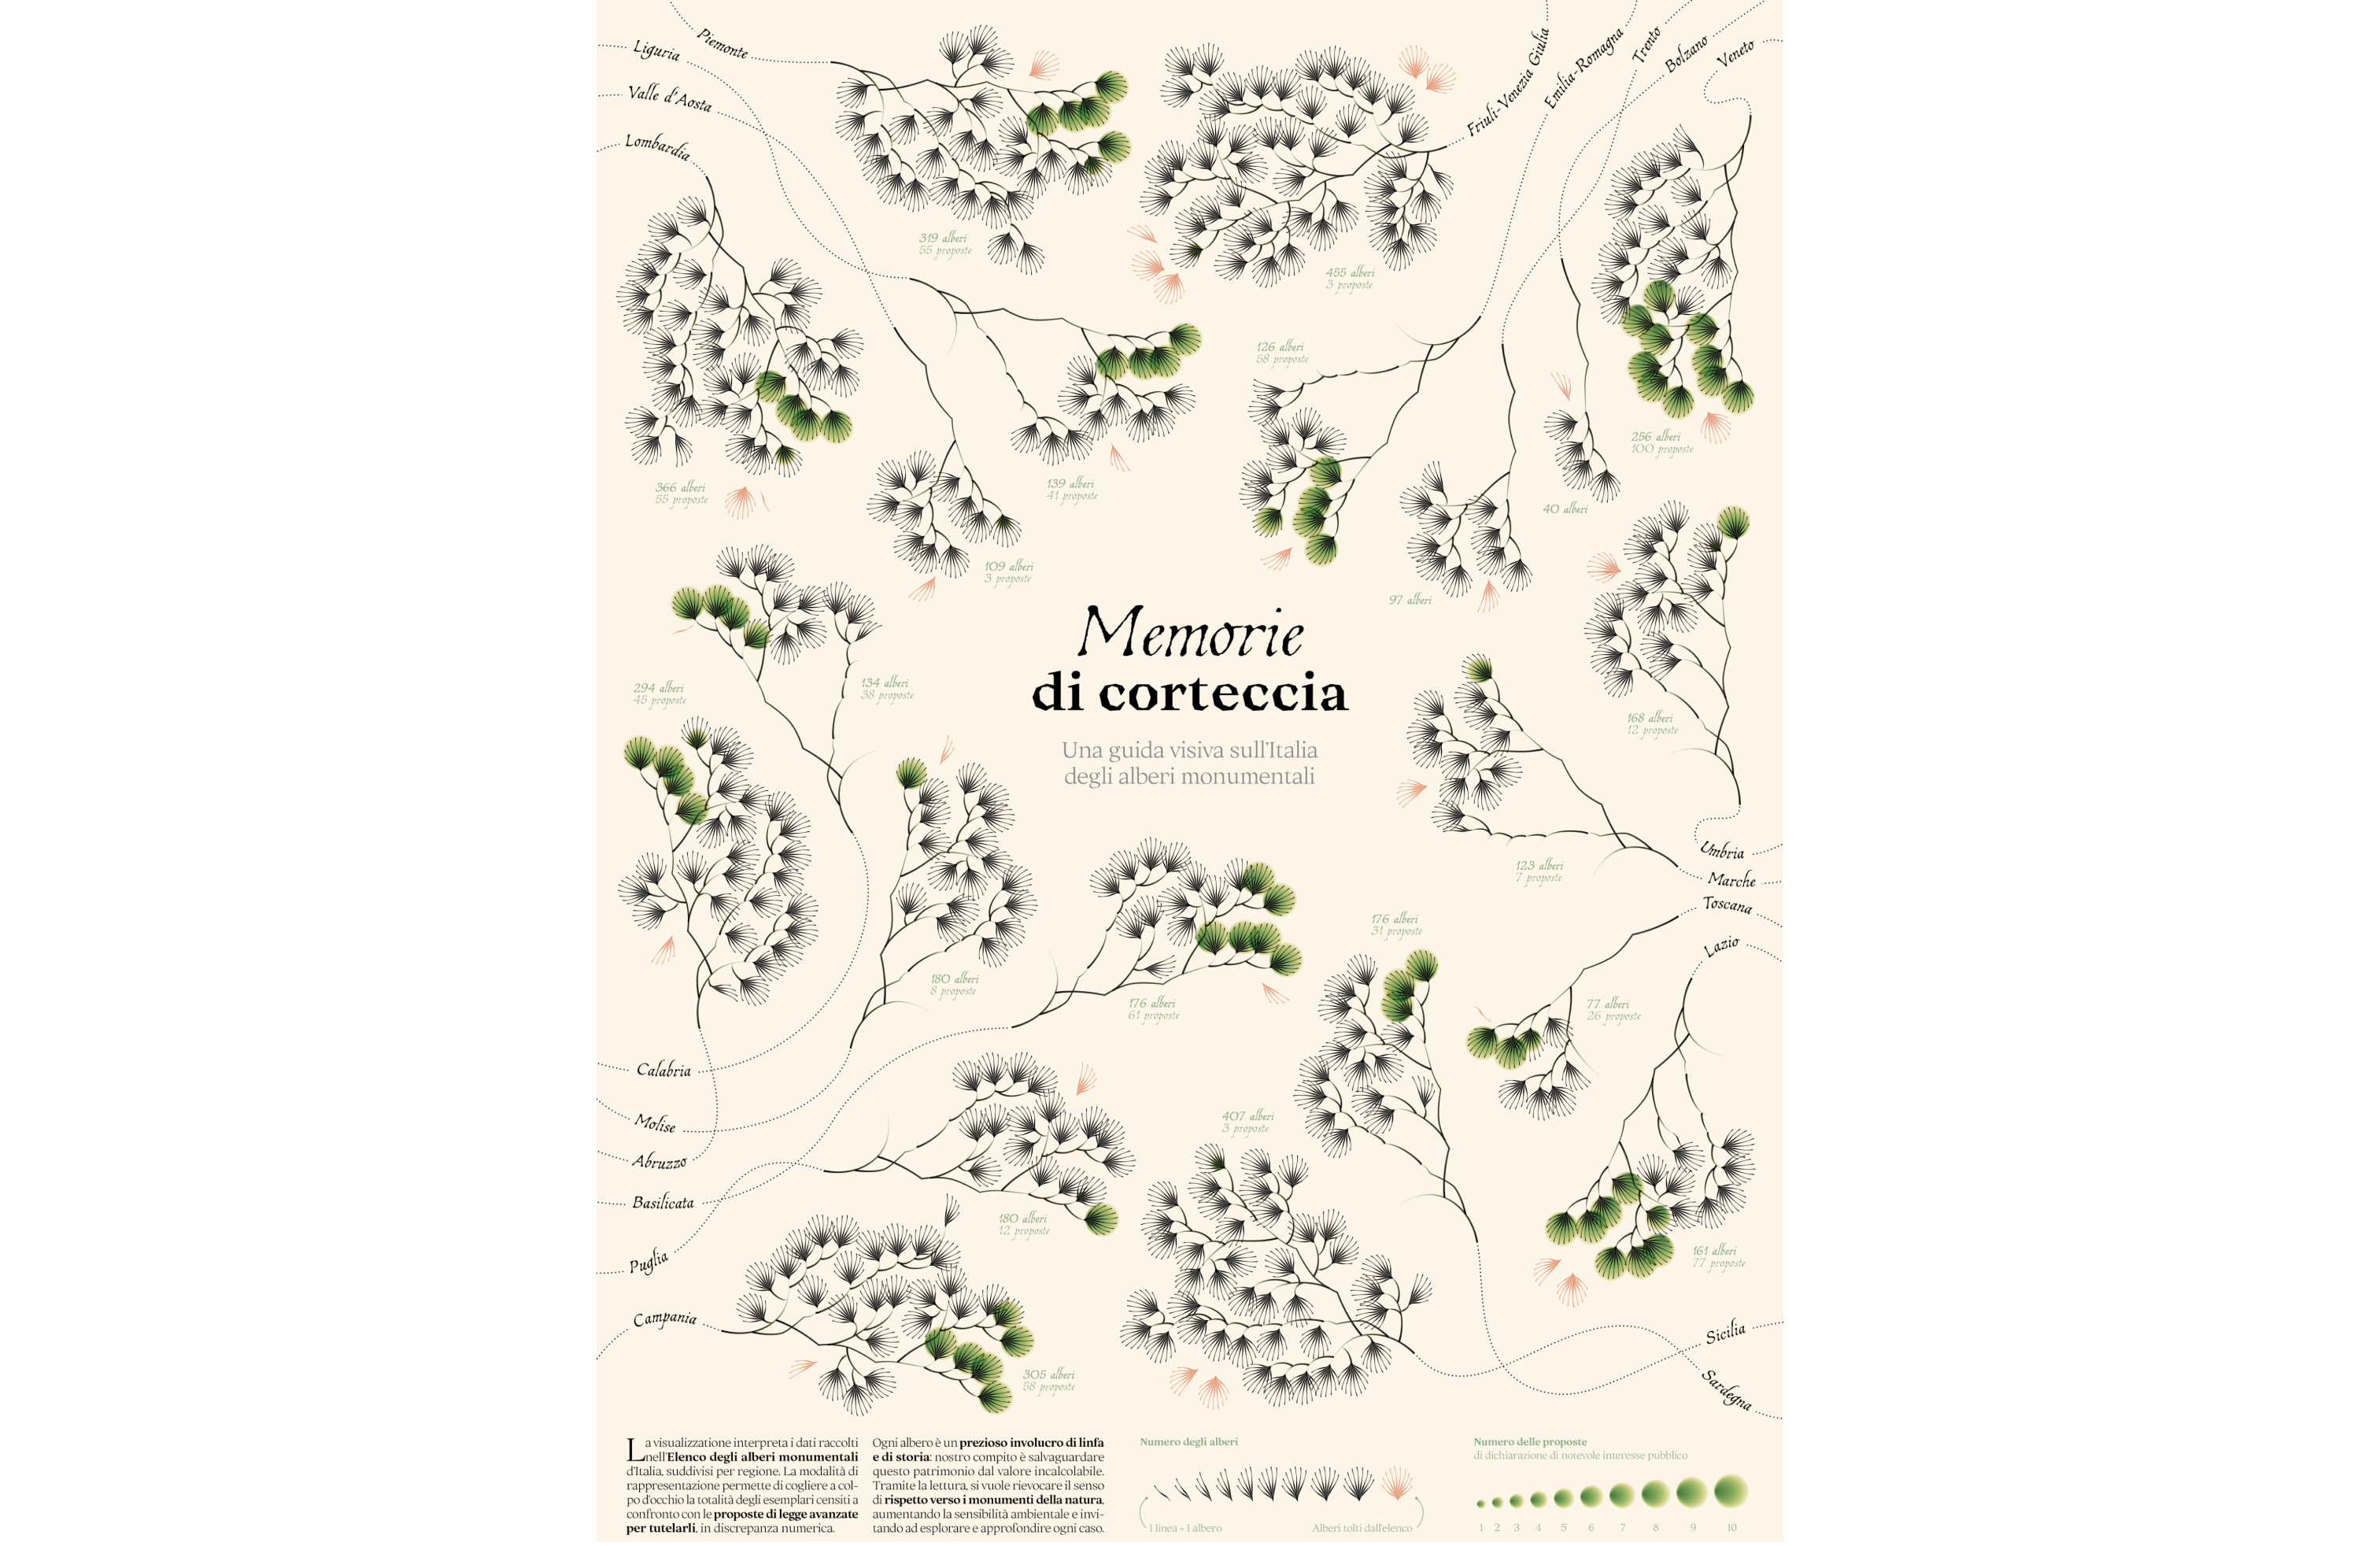 Piemonte
Liguria
Valle d'Aosta
Lombardia
Friuli-Venezia Giulia
Emilia-Romagna
Trento
Bolzano
Veneto
319 alberi
55 proposte
455 alberi
3 proposte
126 alberi
58 proposte
256 alberi
100 proposte
366 alberi
55 proposte
139 alberi
41 proposte
40 alberi
109 alberi
3 proposte
97 alberi
Memorie
di corteccia
Una guida visiva sull'Italia
degli alberi monumentali
294 alberi
45 proposte
134 alberi
38 proposte
168 alberi
12 proposte
123 alberi
7 proposte
Umbria
Marche
Toscana
Lazio
180 alberi
8 proposte
176 alberi
61 proposte
176 alberi
31 proposte
77 alberi
26 proposte
Calabria
Molise
Abruzzo
Basilicata
Puglia
Campania
407 alberi
3 proposte
180 alberi
12 proposte
161 alberi
77 proposte
305 alberi
58 proposte
Sicilia
Sardegna
La visualizzazione interpreta i dati raccolti
nell'Elenco degli alberi monumentali
d'Italia, suddivisi per regione. La modalità di
rappresentazione permette di cogliere a col-
po d'occhio la totalità degli esemplari censiti a
confronto con le proposte di legge avanzate
per tutelarli, in discrepanza numerica.
Ogni albero è un prezioso involucro di linfa
e di storia: nostro compito è salvaguardare
questo patrimonio dal valore incalcolabile.
Tramite la lettura, si vuole rievocare il senso
di rispetto verso i monumenti della natura,
aumentando la sensibilità ambientale e invi-
tando ad esplorare e approfondire ogni caso.
Numero degli alberi
1 linea = 1 albero
Alberi tolti dall'elenco
Numero delle proposte
di dichiarazione di notevole interesse pubblico
1 2 3 4 5 6 7 8 9 10